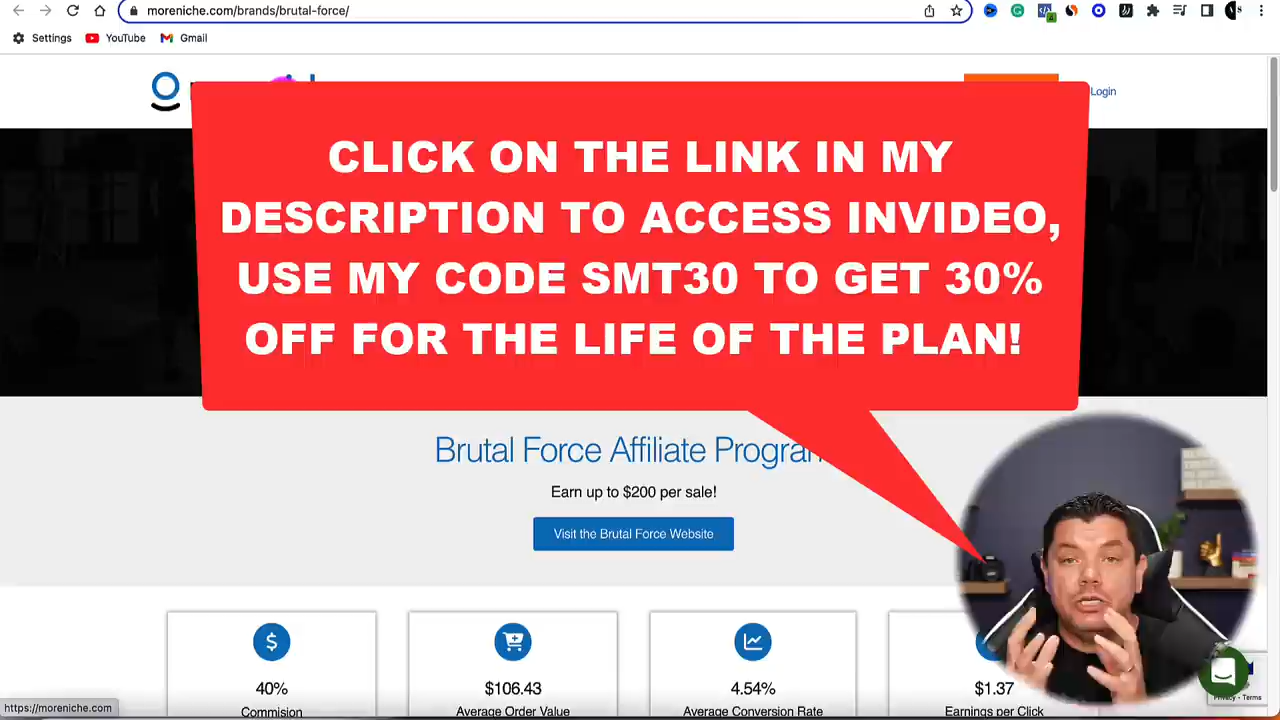 moreniche.com/brands/brutal-force/
Settings
YouTube
Gmail
Login
CLICK ON THE LINK IN MY
DESCRIPTION TO ACCESS INVIDEO,
USE MY CODE SMT30 TO GET 30%
OFF FOR THE LIFE OF THE PLAN!
Brutal Force Affiliate Program
Earn up to $200 per sale!
Visit the Brutal Force Website
40%
Commision
$106.43
Average Order Value
4.54%
Average Conversion Rate
$1.37
Earnings per Click
Privacy - Terms
https://moreniche.com